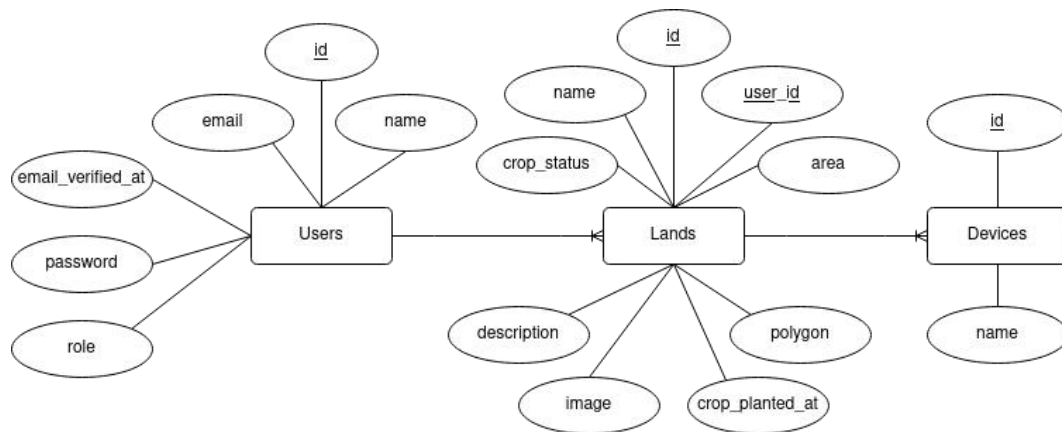 id
id
name
user_id
email
name
id
crop_status
area
email_verified_at
Users
Lands
Devices
password
description
polygon
name
role
image
crop_planted_at